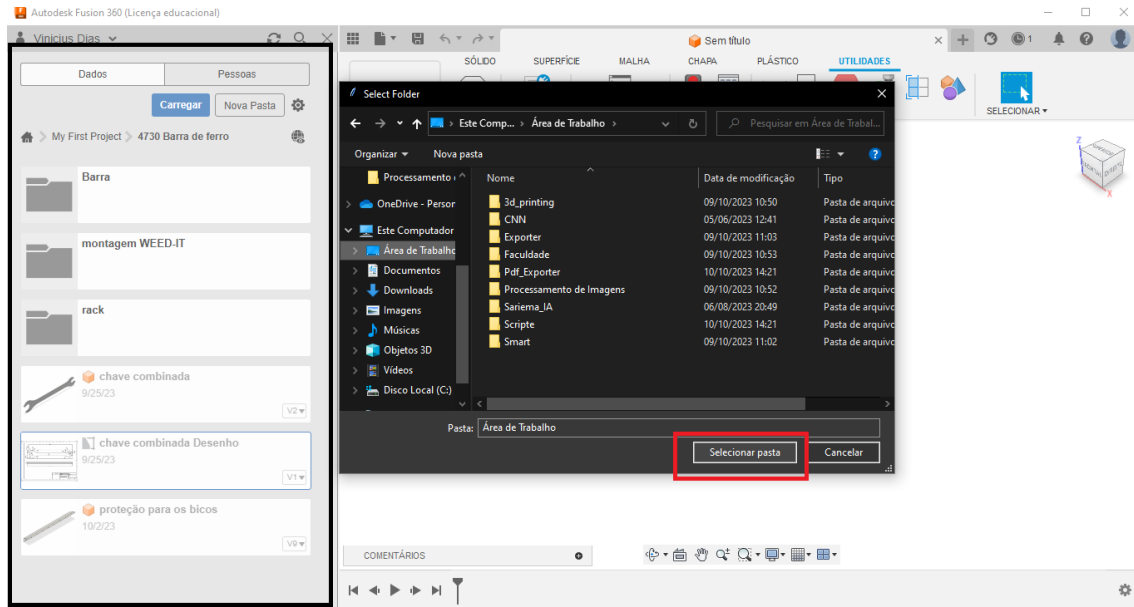 Autodesk Fusion 360 (Licença educacional)
Vinicius Dias
Dados
Pessoas
Carregar
Nova Pasta
My First Project
4730 Barra de ferro
Barra
montagem WEED-IT
rack
chave combinada
9/25/23
V2
chave combinada Desenho
9/25/23
V1
proteção para os bicos
10/2/23
V9
Sem título
1
SÓLIDO
SUPERFÍCIE
MALHA
CHAPA
PLÁSTICO
UTILIDADES
SELECIONAR
Select Folder
Este Comp...
Área de Trabalho
Pesquisar em Área de Trabal...
Organizar
Nova pasta
Processamento
OneDrive - Person
Este Computador
Área de Trabalho
Documentos
Downloads
Imagens
Músicas
Objetos 3D
Vídeos
Disco Local (C:)
Nome
Data de modificação
Tipo
3d_printing 09/10/2023 10:50 Pasta de arquivo
CNN 05/06/2023 12:41 Pasta de arquivo
Exporter 09/10/2023 11:03 Pasta de arquivo
Faculdade 09/10/2023 10:53 Pasta de arquivo
Pdf_Exporter 10/10/2023 14:21 Pasta de arquivo
Processamento de Imagens 09/10/2023 10:52 Pasta de arquivo
Sariema_IA 06/08/2023 20:49 Pasta de arquivo
Scripte 10/10/2023 14:21 Pasta de arquivo
Smart 09/10/2023 11:02 Pasta de arquivo
Pasta: Área de Trabalho
Selecionar pasta
Cancelar
Z
X
COMENTÁRIOS